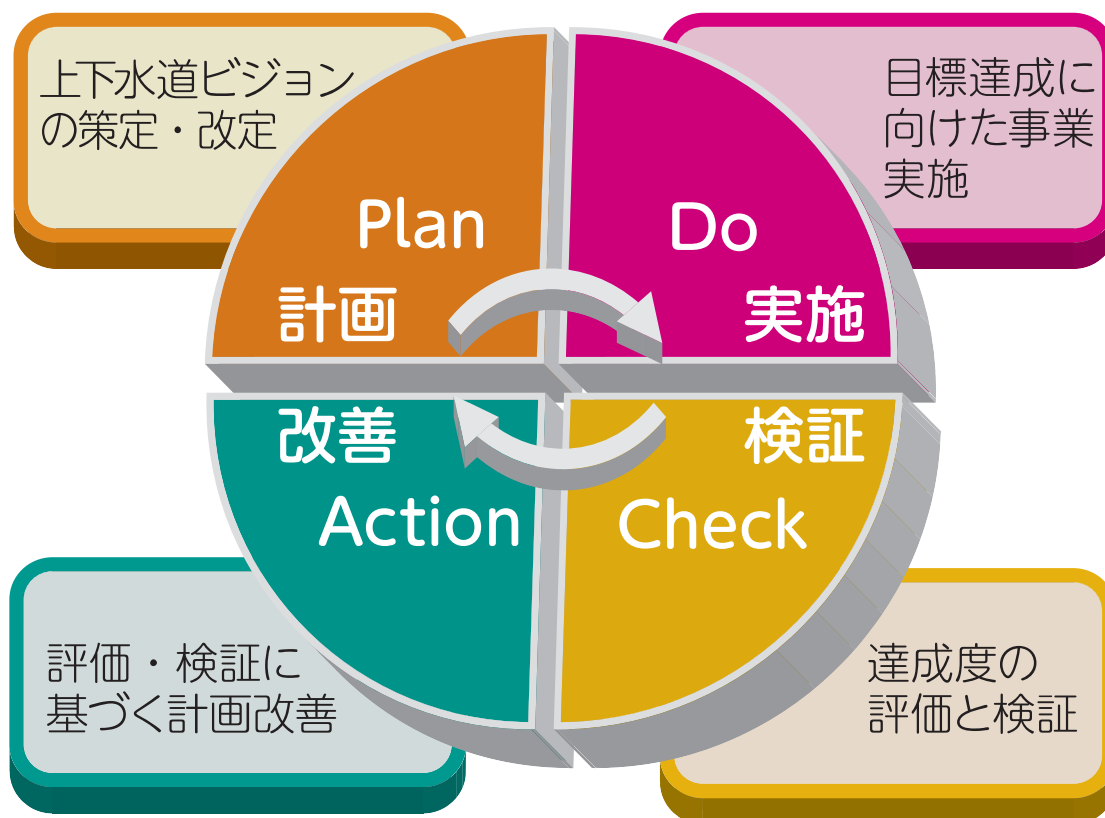 上下水道ビジョン
の策定・改定
Plan
計画
目標達成に
向けた事業
実施
Do
実施
改善
Action
評価・検証に
基づく計画改善
検証
Check
達成度の
評価と検証